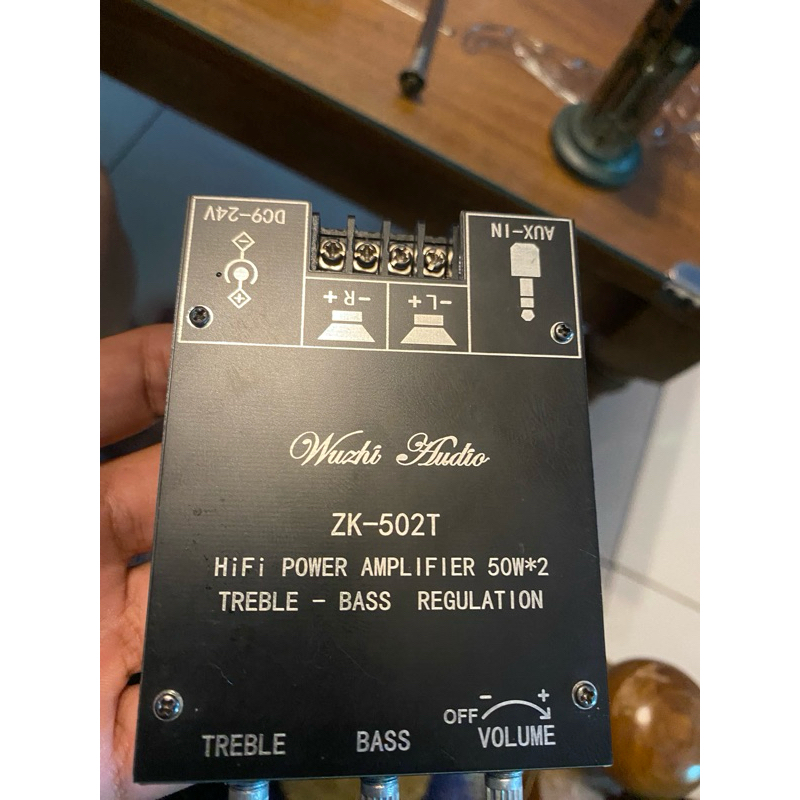 DC9-24V
AUX-IN
-R+
-L+
Wuzhi Audio
ZK-502T
HiFi POWER AMPLIFIER 50W*2
TREBLE - BASS REGULATION
- +
OFF
TREBLE BASS VOLUME